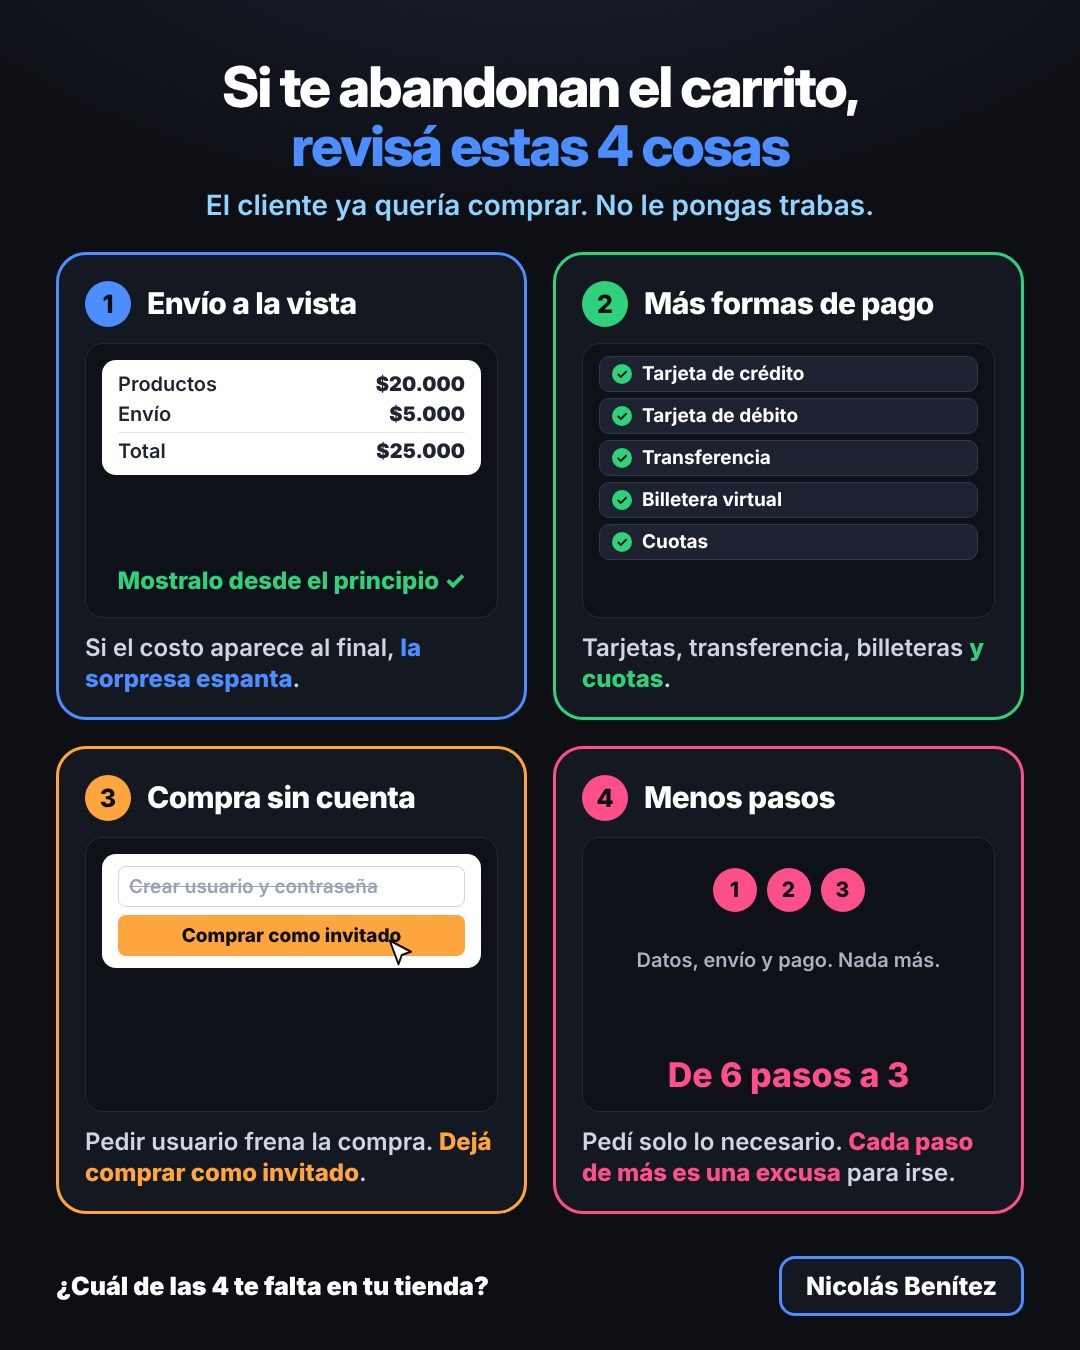 Si te abandonan el carrito,
revisá estas 4 cosas
El cliente ya quería comprar. No le pongas trabas.
1 Envío a la vista
Productos $20.000
Envío $5.000
Total $25.000
Mostralo desde el principio ✓
Si el costo aparece al final, la
sorpresa espanta.
2 Más formas de pago
Tarjeta de crédito
Tarjeta de débito
Transferencia
Billetera virtual
Cuotas
Tarjetas, transferencia, billeteras y
cuotas.
3 Compra sin cuenta
Crear usuario y contraseña
Comprar como invitado
Pedir usuario frena la compra. Dejá
comprar como invitado.
4 Menos pasos
1 2 3
Datos, envío y pago. Nada más.
De 6 pasos a 3
Pedí solo lo necesario. Cada paso
de más es una excusa para irse.
¿Cuál de las 4 te falta en tu tienda?
Nicolás Benítez